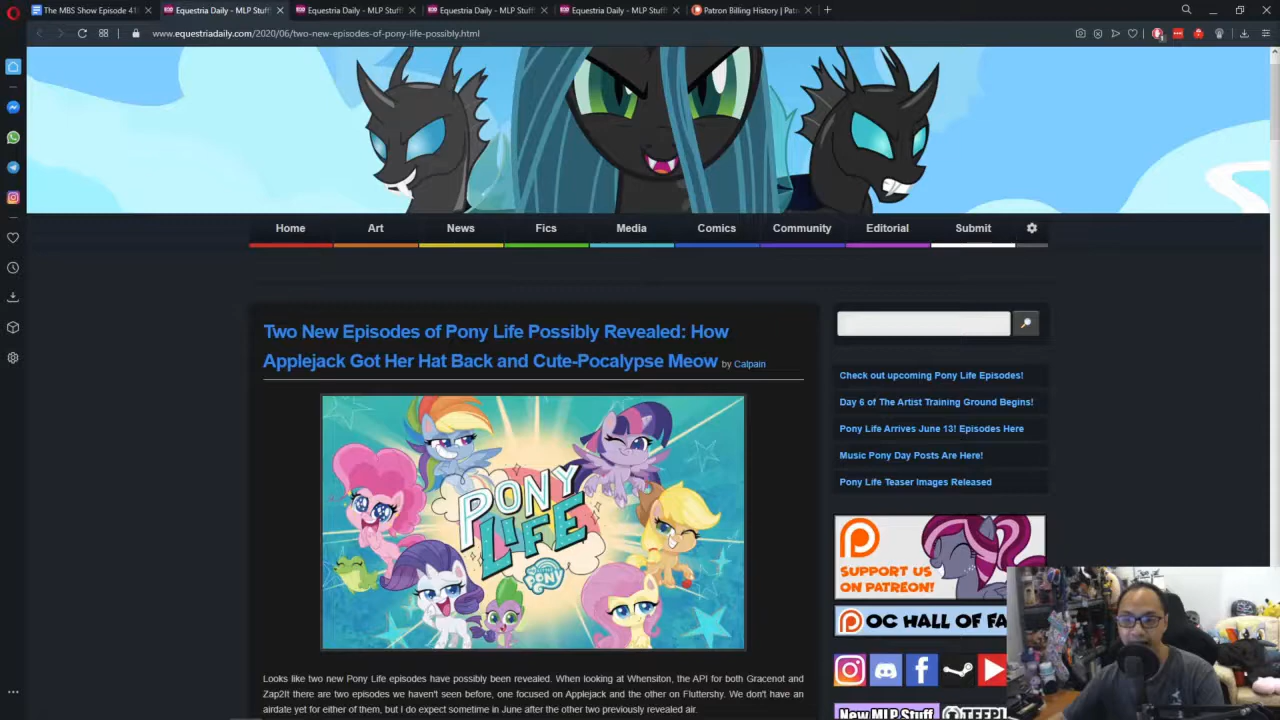 The MBS Show Episode 41
Equestria Daily - MLP Stuff
Equestria Daily - MLP Stuff!
Equestria Daily - MLP Stuff!
Equestria Daily - MLP Stuff!
Patron Billing History | Pat
www.equestriadaily.com/2020/06/two-new-episodes-of-pony-life-possibly.html
Home
Art
News
Fics
Media
Comics
Community
Editorial
Submit
Two New Episodes of Pony Life Possibly Revealed: How
Applejack Got Her Hat Back and Cute-Pocalypse Meow by Calpain
PONY
LIFE
Looks like two new Pony Life episodes have possibly been revealed. When looking at Whensiton, the API for both Gracenot and
Zap2It there are two episodes we haven't seen before, one focused on Applejack and the other on Fluttershy. We don't have an
airdate yet for either of them, but I do expect sometime in June after the other two previously revealed air.
Check out upcoming Pony Life Episodes!
Day 6 of The Artist Training Ground Begins!
Pony Life Arrives June 13! Episodes Here
Music Pony Day Posts Are Here!
Pony Life Teaser Images Released
SUPPORT US
ON PATREON!
OC HALL OF FA
New MLP Stuff